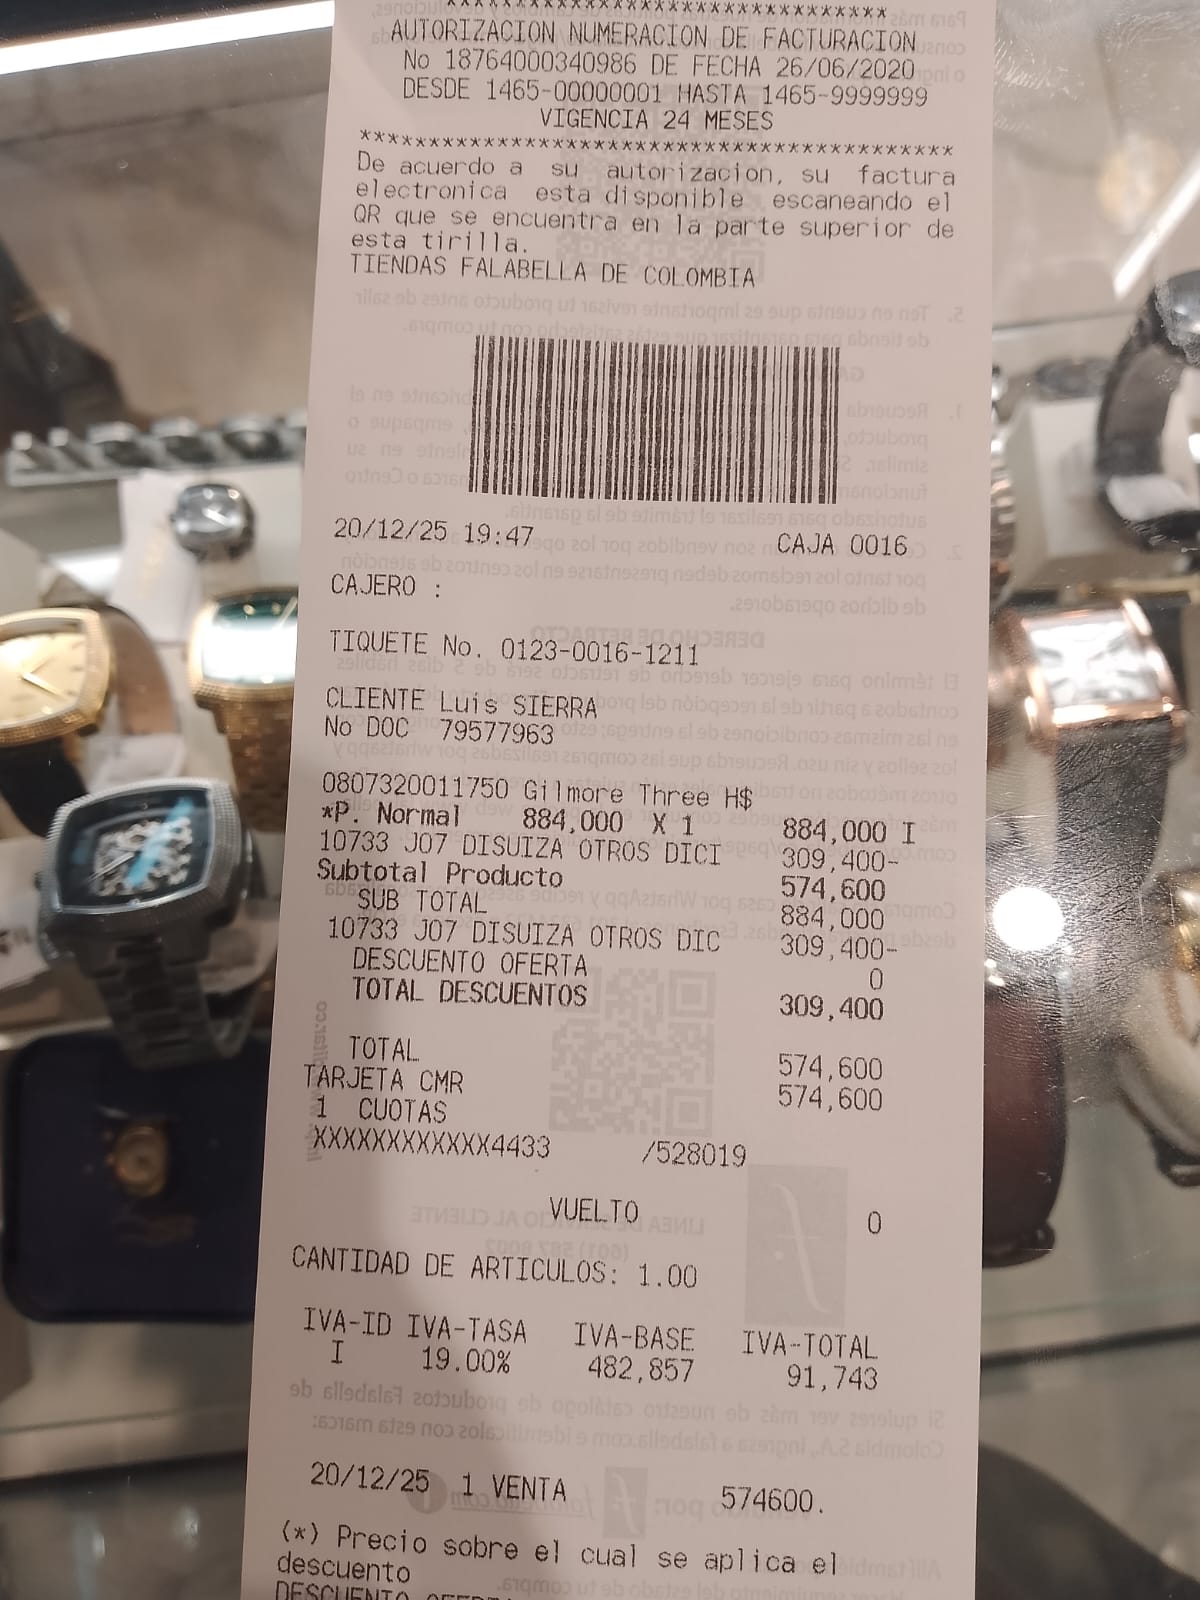 AUTORIZACION NUMERACION DE FACTURACION
No 18764000340986 DE FECHA 26/06/2020
DESDE 1465-00000001 HASTA 1465-9999999
VIGENCIA 24 MESES
De acuerdo a su autorizacion, su factura
electronica esta disponible escaneando el
QR que se encuentra en la parte superior de
esta tirilla.
TIENDAS FALABELLA DE COLOMBIA
20/12/25 19:47 CAJA 0016
CAJERO :
TIQUETE No. 0123-0016-1211
CLIENTE Luis SIERRA
No DOC 79577963
0807320011750 Gilmore Three H$
*P. Normal 884,000 X 1 884,000 I
10733 J07 DISUIZA OTROS DICI 309,400-
Subtotal Producto 574,600
SUB TOTAL 884,000
10733 J07 DISUIZA OTROS DIC 309,400-
DESCUENTO OFERTA 0
TOTAL DESCUENTOS 309,400
TOTAL 574,600
TARJETA CMR 574,600
1 CUOTAS
XXXXXXXXXXXX4433 /528019
VUELTO 0
CANTIDAD DE ARTICULOS: 1.00
IVA-ID IVA-TASA IVA-BASE IVA-TOTAL
I 19.00% 482,857 91,743
20/12/25 1 VENTA 574600.
(*) Precio sobre el cual se aplica el
descuento